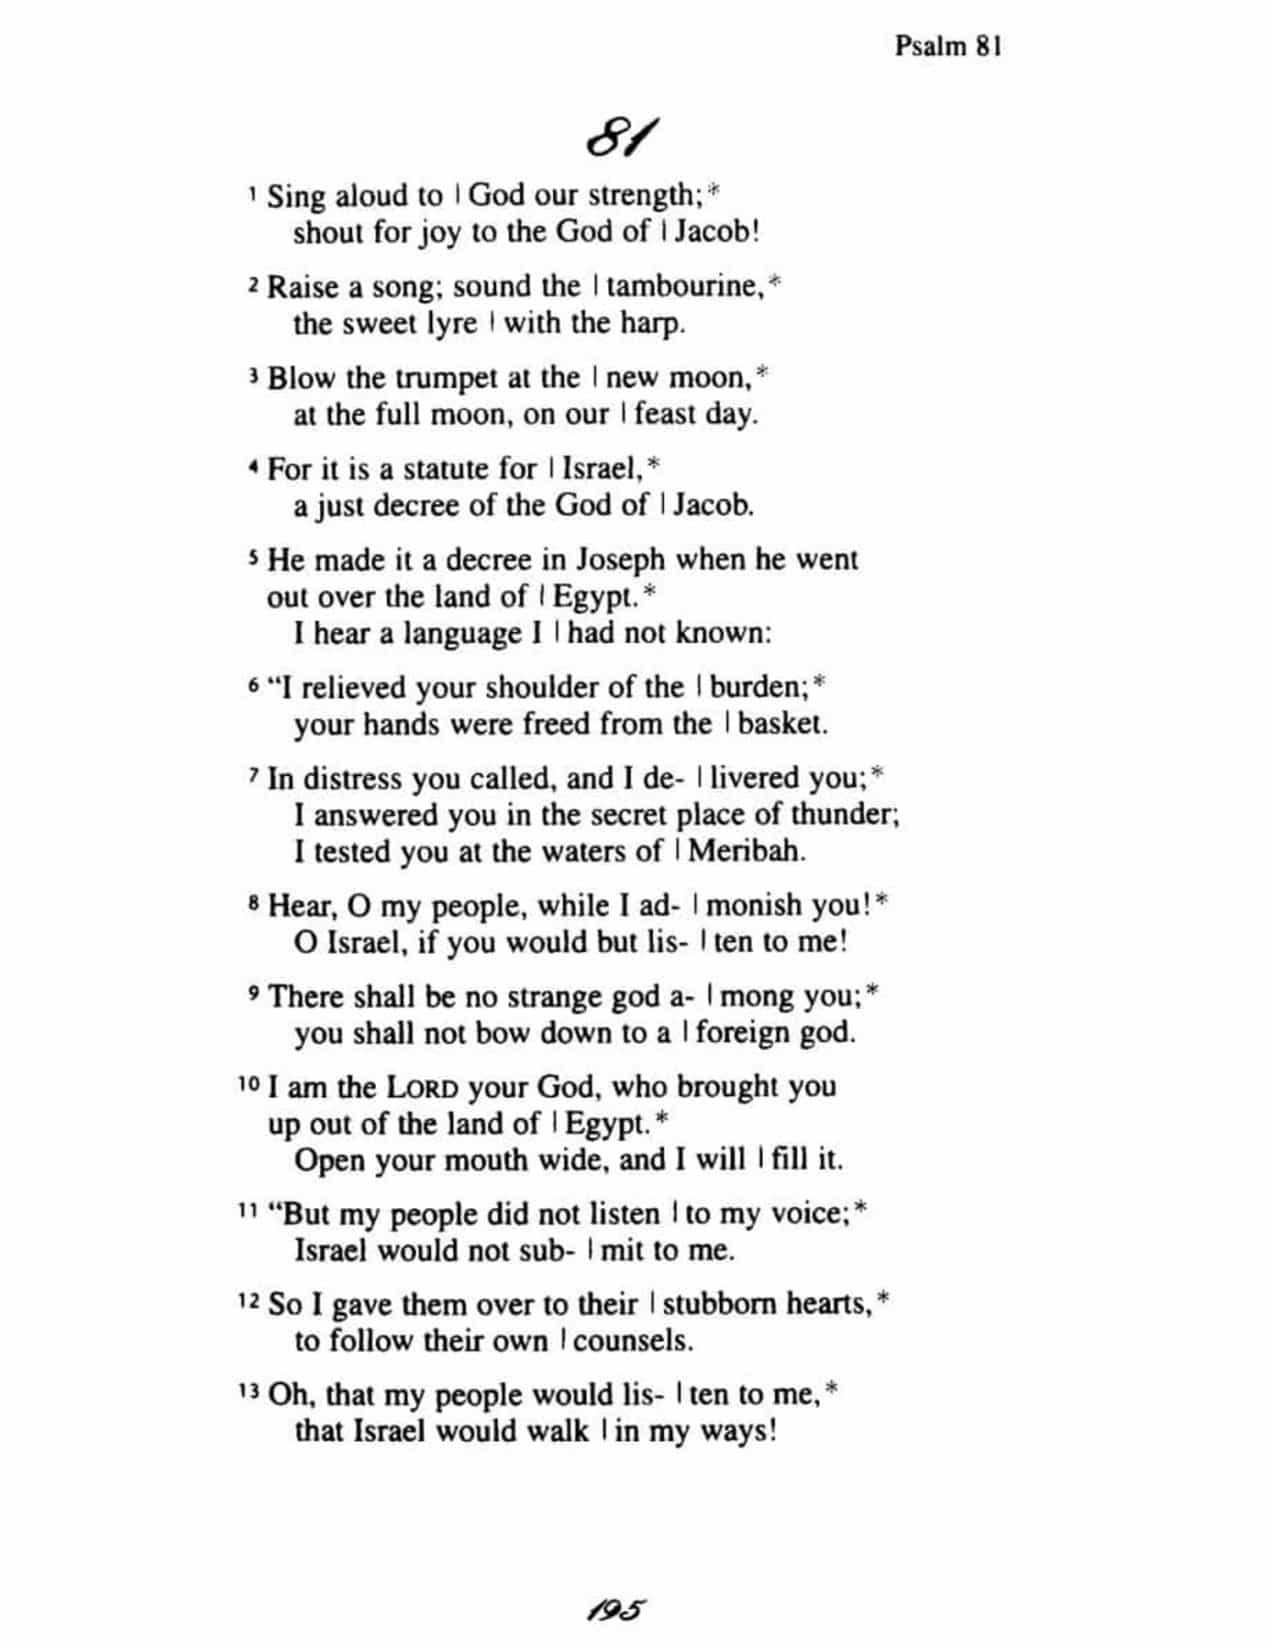 Psalm 81
81
1 Sing aloud to | God our strength;*
shout for joy to the God of | Jacob!
2 Raise a song; sound the | tambourine,*
the sweet lyre | with the harp.
3 Blow the trumpet at the | new moon,*
at the full moon, on our | feast day.
4 For it is a statute for | Israel,*
a just decree of the God of | Jacob.
5 He made it a decree in Joseph when he went
out over the land of | Egypt.*
I hear a language I | had not known:
6 “I relieved your shoulder of the | burden;*
your hands were freed from the | basket.
7 In distress you called, and I de- | livered you;*
I answered you in the secret place of thunder;
I tested you at the waters of | Meribah.
8 Hear, O my people, while I ad- | monish you!*
O Israel, if you would but lis- | ten to me!
9 There shall be no strange god a- | mong you;*
you shall not bow down to a | foreign god.
10 I am the LORD your God, who brought you
up out of the land of | Egypt.*
Open your mouth wide, and I will | fill it.
11 “But my people did not listen | to my voice;*
Israel would not sub- | mit to me.
12 So I gave them over to their | stubborn hearts,*
to follow their own | counsels.
13 Oh, that my people would lis- | ten to me,*
that Israel would walk | in my ways!
195